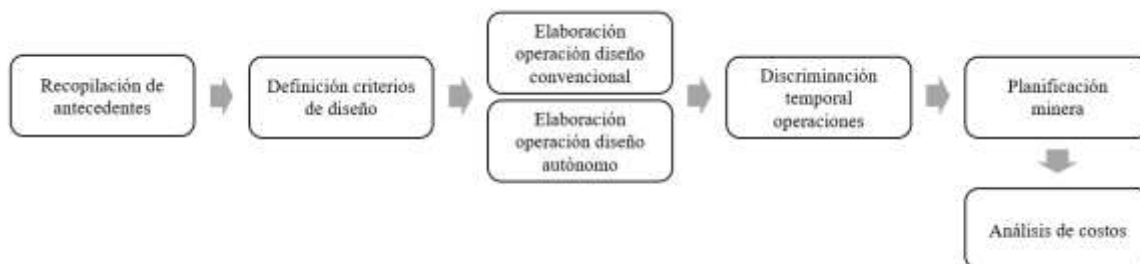 Recopilación de
antecedentes
Definición criterios
de diseño
Elaboración
operación diseño
convencional
Elaboración
operación diseño
autónomo
Discriminación
temporal
operaciones
Planificación
minera
Análisis de costos